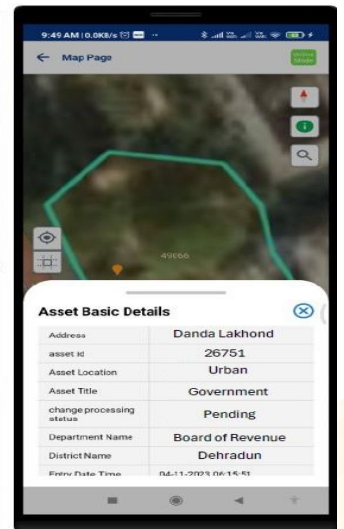 9:49 AM | 0.0KB/s
Map Page
Online Mode
49066
Asset Basic Details
Address Danda Lakhond
asset id 26751
Asset Location Urban
Asset Title Government
change processing status Pending
Department Name Board of Revenue
District Name Dehradun
Entry Date Time 04-11-2023 06:15:51